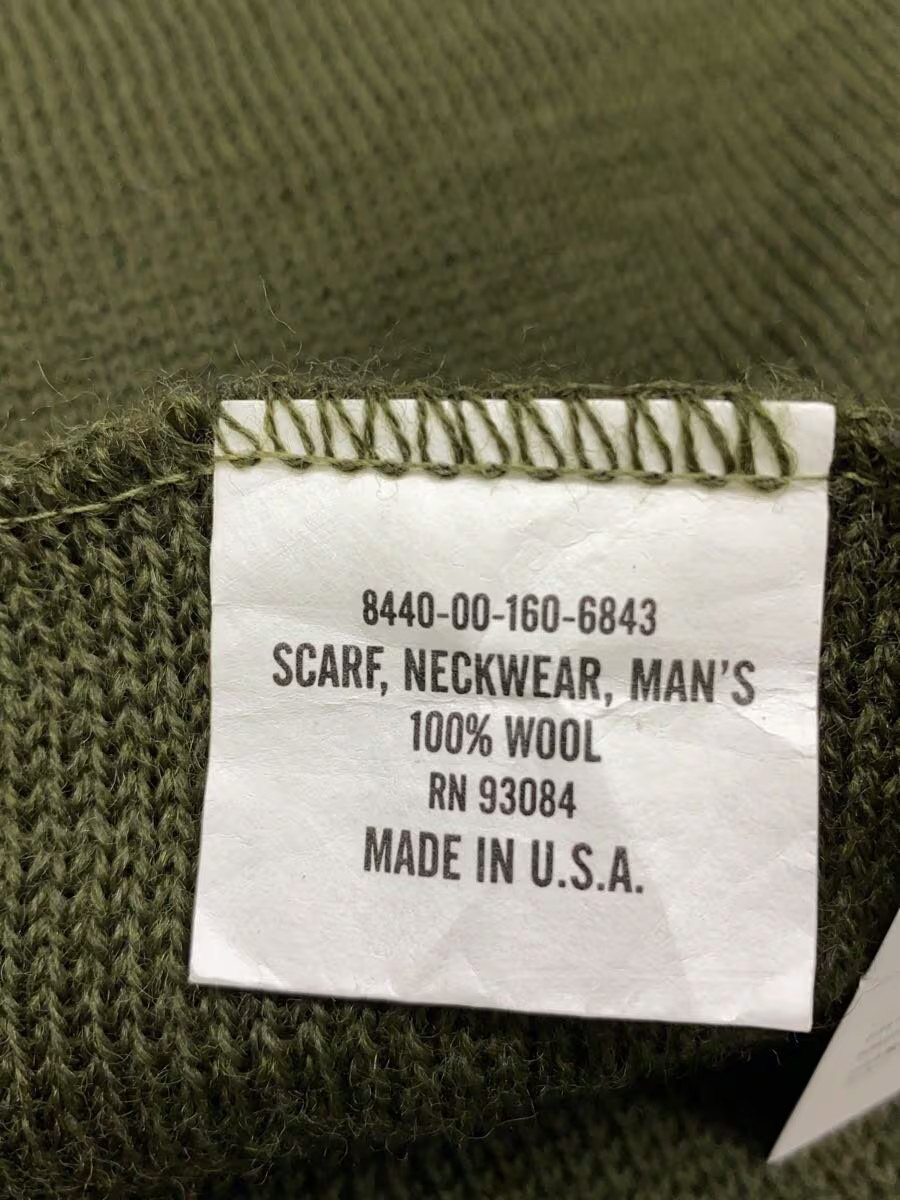 8440-00-160-6843
SCARF, NECKWEAR, MAN'S
100% WOOL
RN 93084
MADE IN U.S.A.